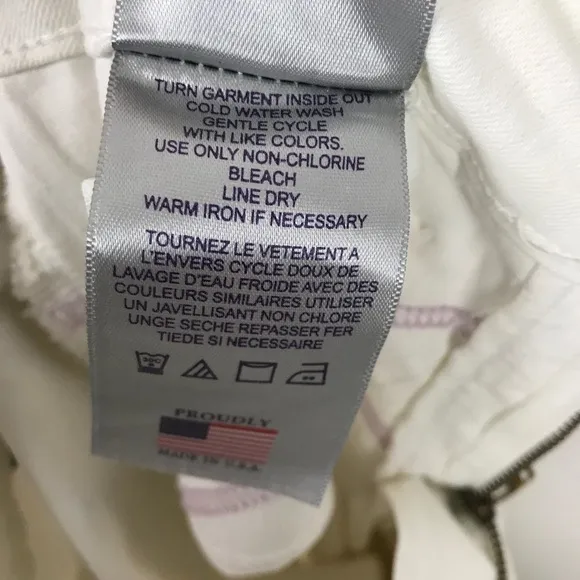 TURN GARMENT INSIDE OUT
COLD WATER WASH
GENTLE CYCLE
WITH LIKE COLORS.
USE ONLY NON-CHLORINE
BLEACH
LINE DRY
WARM IRON IF NECESSARY
TOURNEZ LE VETEMENT A
L'ENVERS CYCLE DOUX DE
LAVAGE D'EAU FROIDE AVEC DES
COULEURS SIMILAIRES UTILISER
UN JAVELLISANT NON CHLORE
UNGE SECHE REPASSER FER
TIEDE SI NECESSAIRE
30C
PROUDLY
MADE IN U.S.A.